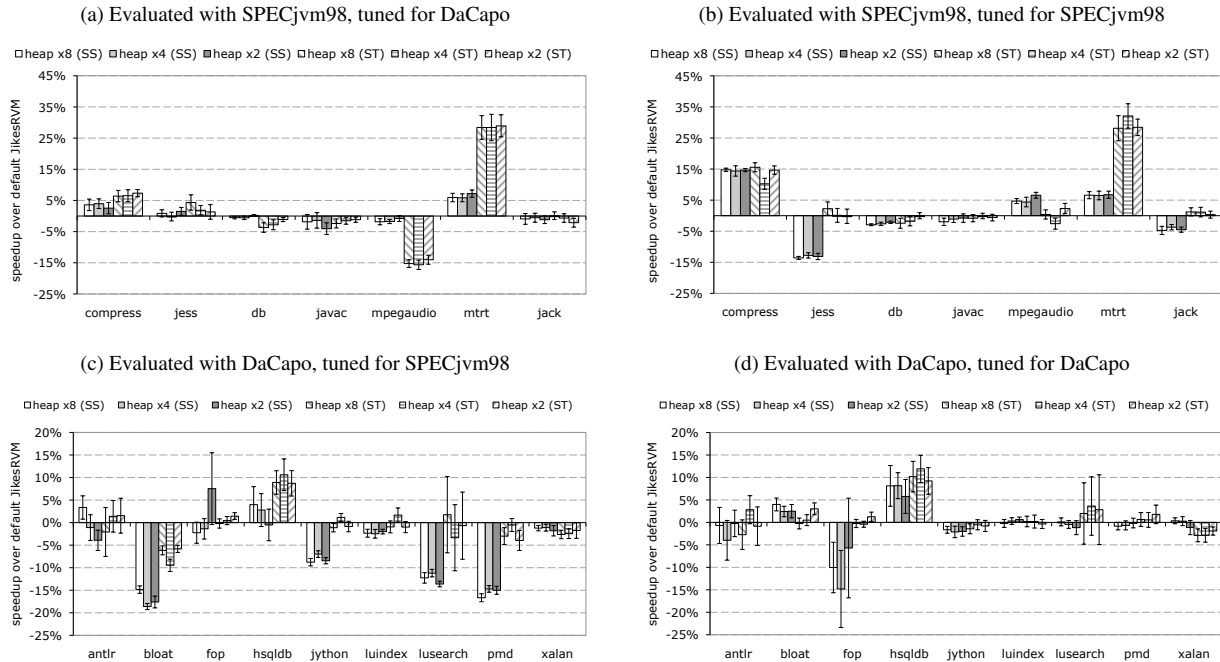 (a) Evaluated with SPECjvm98, tuned for DaCapo
heap x8 (SS) heap x4 (SS) heap x2 (SS) heap x8 (ST) heap x4 (ST) heap x2 (ST)
speedup over default JikesRVM
45%
35%
25%
15%
5%
-5%
-15%
-25%
compress jess db javac mpegaudio mtrt jack
(b) Evaluated with SPECjvm98, tuned for SPECjvm98
heap x8 (SS) heap x4 (SS) heap x2 (SS) heap x8 (ST) heap x4 (ST) heap x2 (ST)
speedup over default JikesRVM
45%
35%
25%
15%
5%
-5%
-15%
-25%
compress jess db javac mpegaudio mtrt jack
(c) Evaluated with DaCapo, tuned for SPECjvm98
heap x8 (SS) heap x4 (SS) heap x2 (SS) heap x8 (ST) heap x4 (ST) heap x2 (ST)
speedup over default JikesRVM
20%
15%
10%
5%
0%
-5%
-10%
-15%
-20%
-25%
antlr bloat fop hsqldb jython luindex lusearch pmd xalan
(d) Evaluated with DaCapo, tuned for DaCapo
heap x8 (SS) heap x4 (SS) heap x2 (SS) heap x8 (ST) heap x4 (ST) heap x2 (ST)
speedup over default JikesRVM
20%
15%
10%
5%
0%
-5%
-10%
-15%
-20%
-25%
antlr bloat fop hsqldb jython luindex lusearch pmd xalan